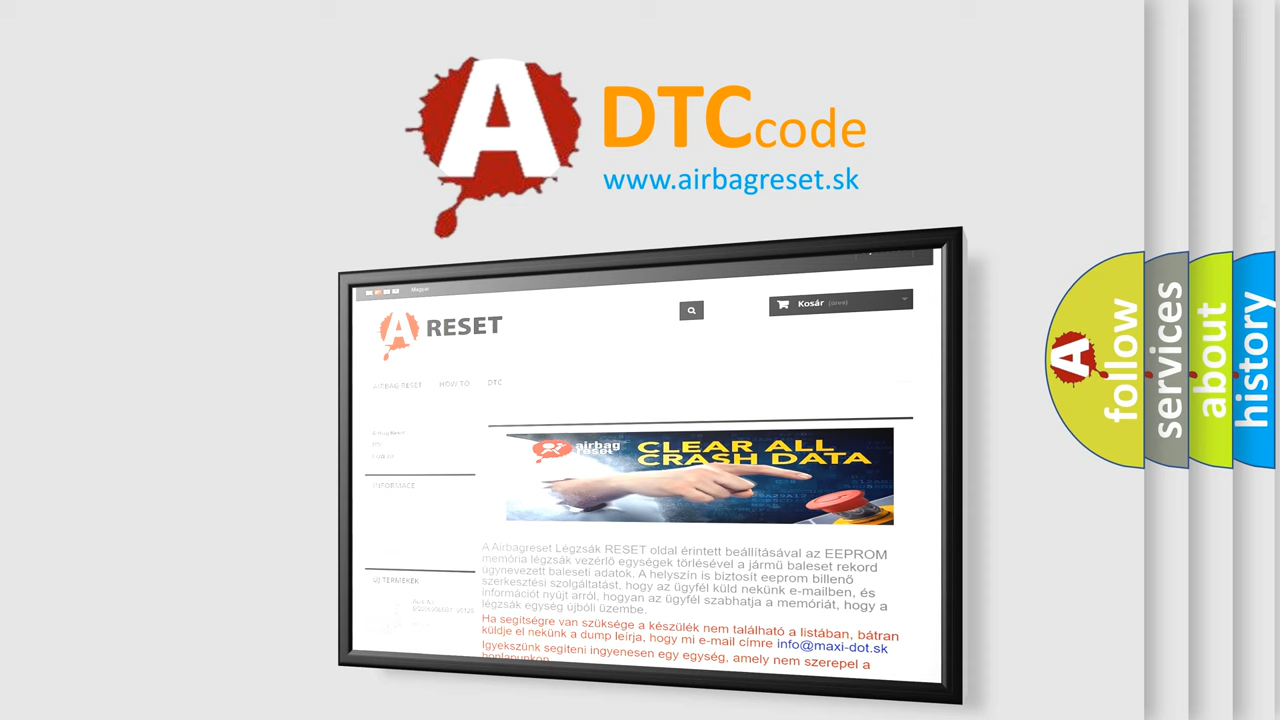 A DTC code
www.airbagreset.sk
Magyar
Kosár (üres)
A RESET
AIRBAG RESET HOW TO DTC
INFORMACE
airbag
reset
CLEAR ALL
CRASH DATA
ÚJ TERMÉKEK
A Airbagreset Légzsák RESET oldal érintett beállításával az EEPROM
memória légzsák vezérlő egységek törlésével a jármű baleset rekord
úgynevezett baleseti adatok. A helyszín is biztosít eeprom billenő
szerkesztési szolgáltatást, hogy az ügyfél küld nekünk e-mailben, és
információt nyújt arról, hogyan az ügyfél szabhatja a memóriát, hogy a
légzsák egység újbóli üzembe.
Ha segítségre van szüksége a készülék nem található a listában, bátran
küldje el nekünk a dump leírja, hogy mi e-mail címre info@maxi-dot.sk
Igyekszünk segíteni ingyenesen egy egység, amely nem szerepel a
honlapunkon
A
follow
services
about
history